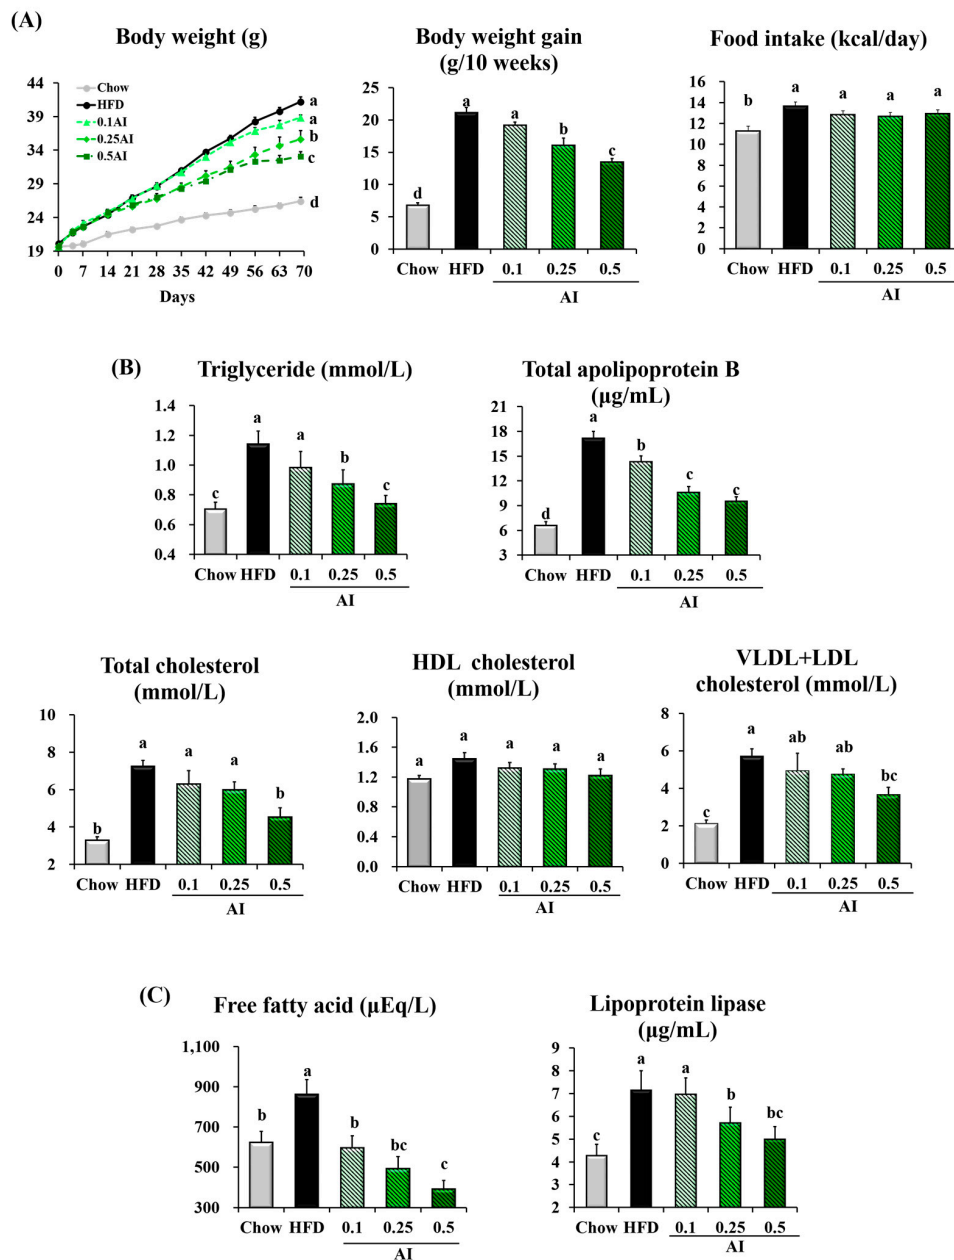 (A)
Body weight (g)
44
39
34
29
24
19
Chow
HFD
0.1AI
0.25AI
0.5AI
a
a
b
c
d
0 7 14 21 28 35 42 49 56 63 70
Days
Body weight gain
(g/10 weeks)
25
20
15
10
5
0
d a a b c
Chow HFD 0.1 0.25 0.5
AI
Food intake (kcal/day)
16
14
12
10
8
6
4
2
0
b a a a a
Chow HFD 0.1 0.25 0.5
AI
(B)
Triglyceride (mmol/L)
1.4
1.2
1.0
0.8
0.6
0.4
c a a b c
Chow HFD 0.1 0.25 0.5
AI
Total apolipoprotein B
(µg/mL)
21
18
15
12
9
6
3
d a b c c
Chow HFD 0.1 0.25 0.5
AI
Total cholesterol
(mmol/L)
10
8
6
4
2
b a a a b
Chow HFD 0.1 0.25 0.5
AI
HDL cholesterol
(mmol/L)
2.0
1.6
1.2
0.8
0.4
0.0
a a a a a
Chow HFD 0.1 0.25 0.5
AI
VLDL+LDL
cholesterol (mmol/L)
8
6
4
2
0
c a ab ab bc
Chow HFD 0.1 0.25 0.5
AI
(C)
Free fatty acid (µEq/L)
1,100
900
700
500
300
b a b bc c
Chow HFD 0.1 0.25 0.5
AI
Lipoprotein lipase
(µg/mL)
9
8
7
6
5
4
3
2
c a a b bc
Chow HFD 0.1 0.25 0.5
AI